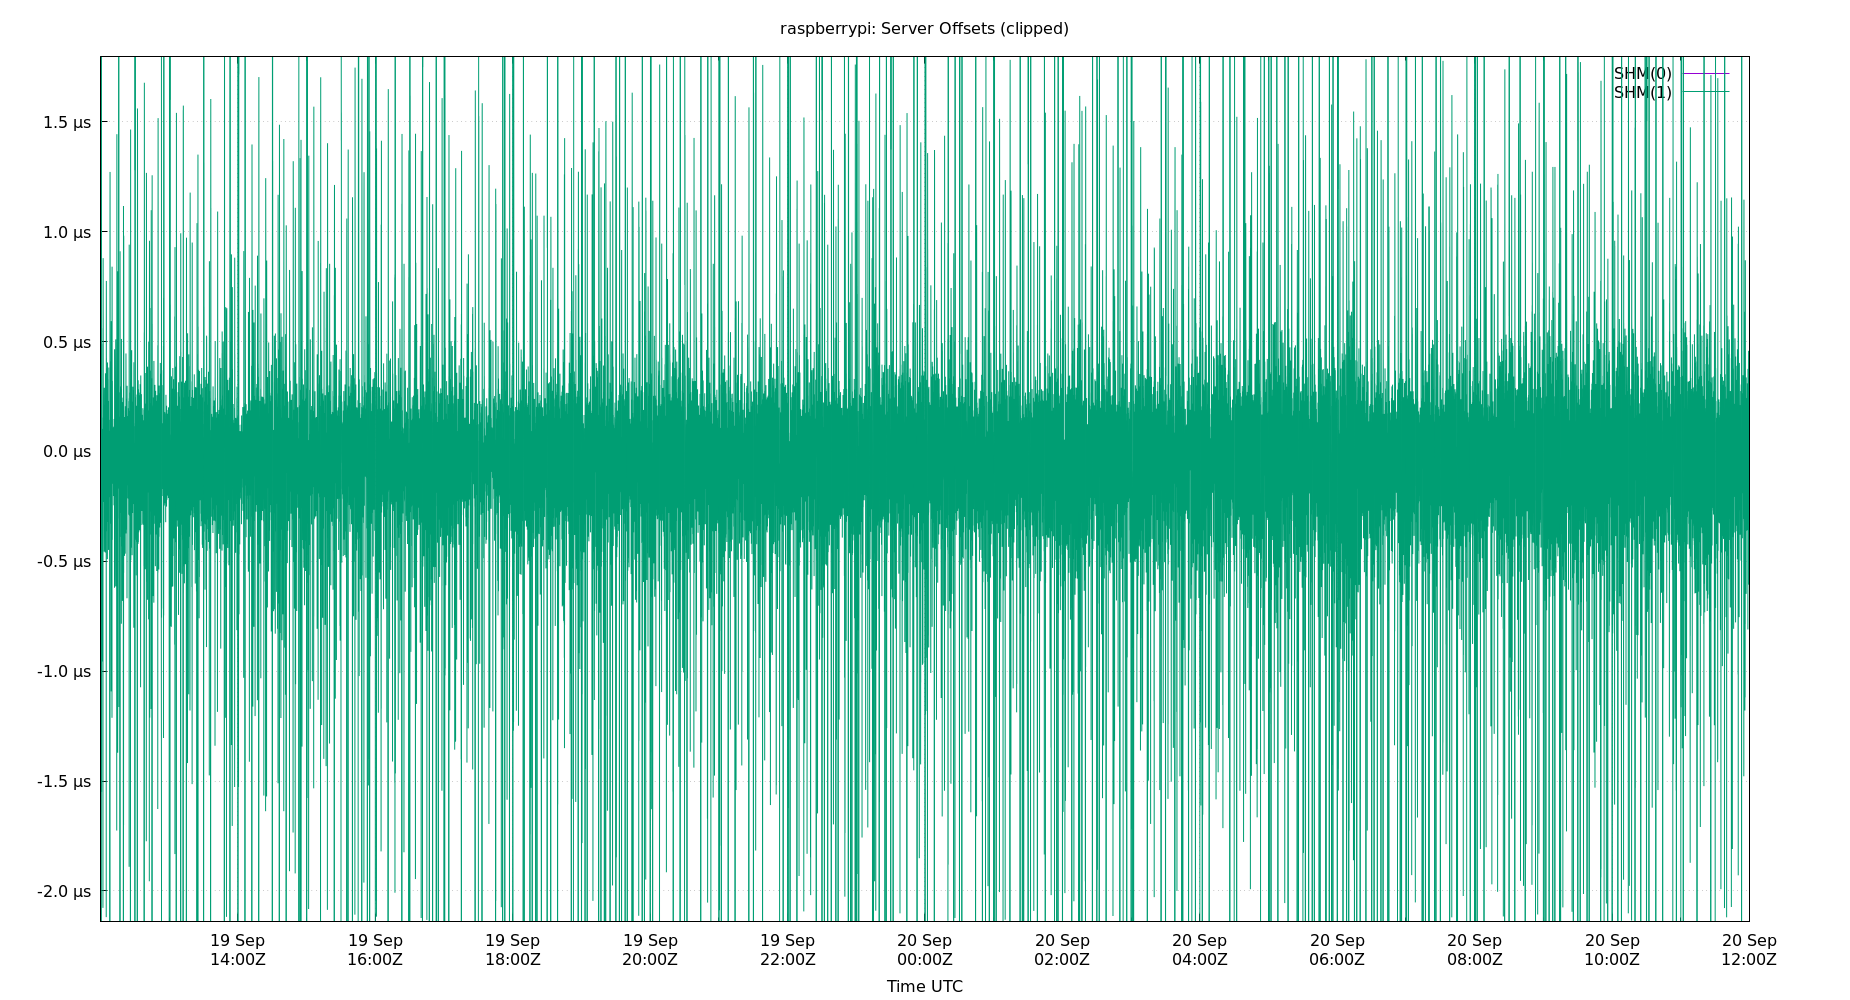 raspberrypi: Server Offsets (clipped)
SHM(0)
SHM(1)
1.5 µs
1.0 µs
0.5 µs
0.0 µs
-0.5 µs
-1.0 µs
-1.5 µs
-2.0 µs
19 Sep 19 Sep 19 Sep 19 Sep 19 Sep 20 Sep 20 Sep 20 Sep 20 Sep 20 Sep 20 Sep 20 Sep
14:00Z 16:00Z 18:00Z 20:00Z 22:00Z 00:00Z 02:00Z 04:00Z 06:00Z 08:00Z 10:00Z 12:00Z
Time UTC